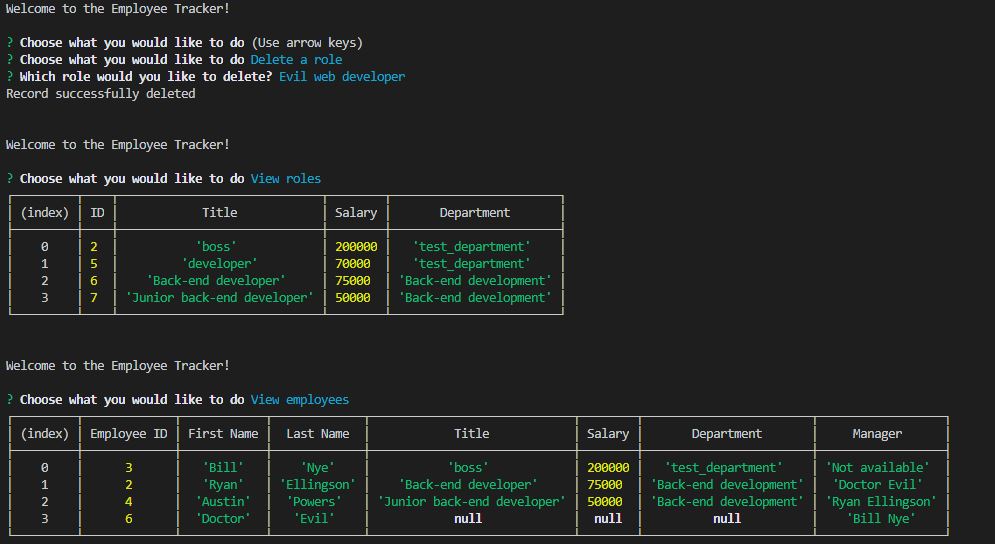 Welcome to the Employee Tracker!
? Choose what you would like to do (Use arrow keys)
? Choose what you would like to do Delete a role
? Which role would you like to delete? Evil web developer
Record successfully deleted
Welcome to the Employee Tracker!
? Choose what you would like to do View roles
(index) ID Title Salary Department
0 2 'boss' 200000 'test_department'
1 5 'developer' 70000 'test_department'
2 6 'Back-end developer' 75000 'Back-end development'
3 7 'Junior back-end developer' 50000 'Back-end development'
Welcome to the Employee Tracker!
? Choose what you would like to do View employees
(index) Employee ID First Name Last Name Title Salary Department Manager
0 3 'Bill' 'Nye' 'boss' 200000 'test_department' 'Not available'
1 2 'Ryan' 'Ellingson' 'Back-end developer' 75000 'Back-end development' 'Doctor Evil'
2 4 'Austin' 'Powers' 'Junior back-end developer' 50000 'Back-end development' 'Ryan Ellingson'
3 6 'Doctor' 'Evil' null null null 'Bill Nye'